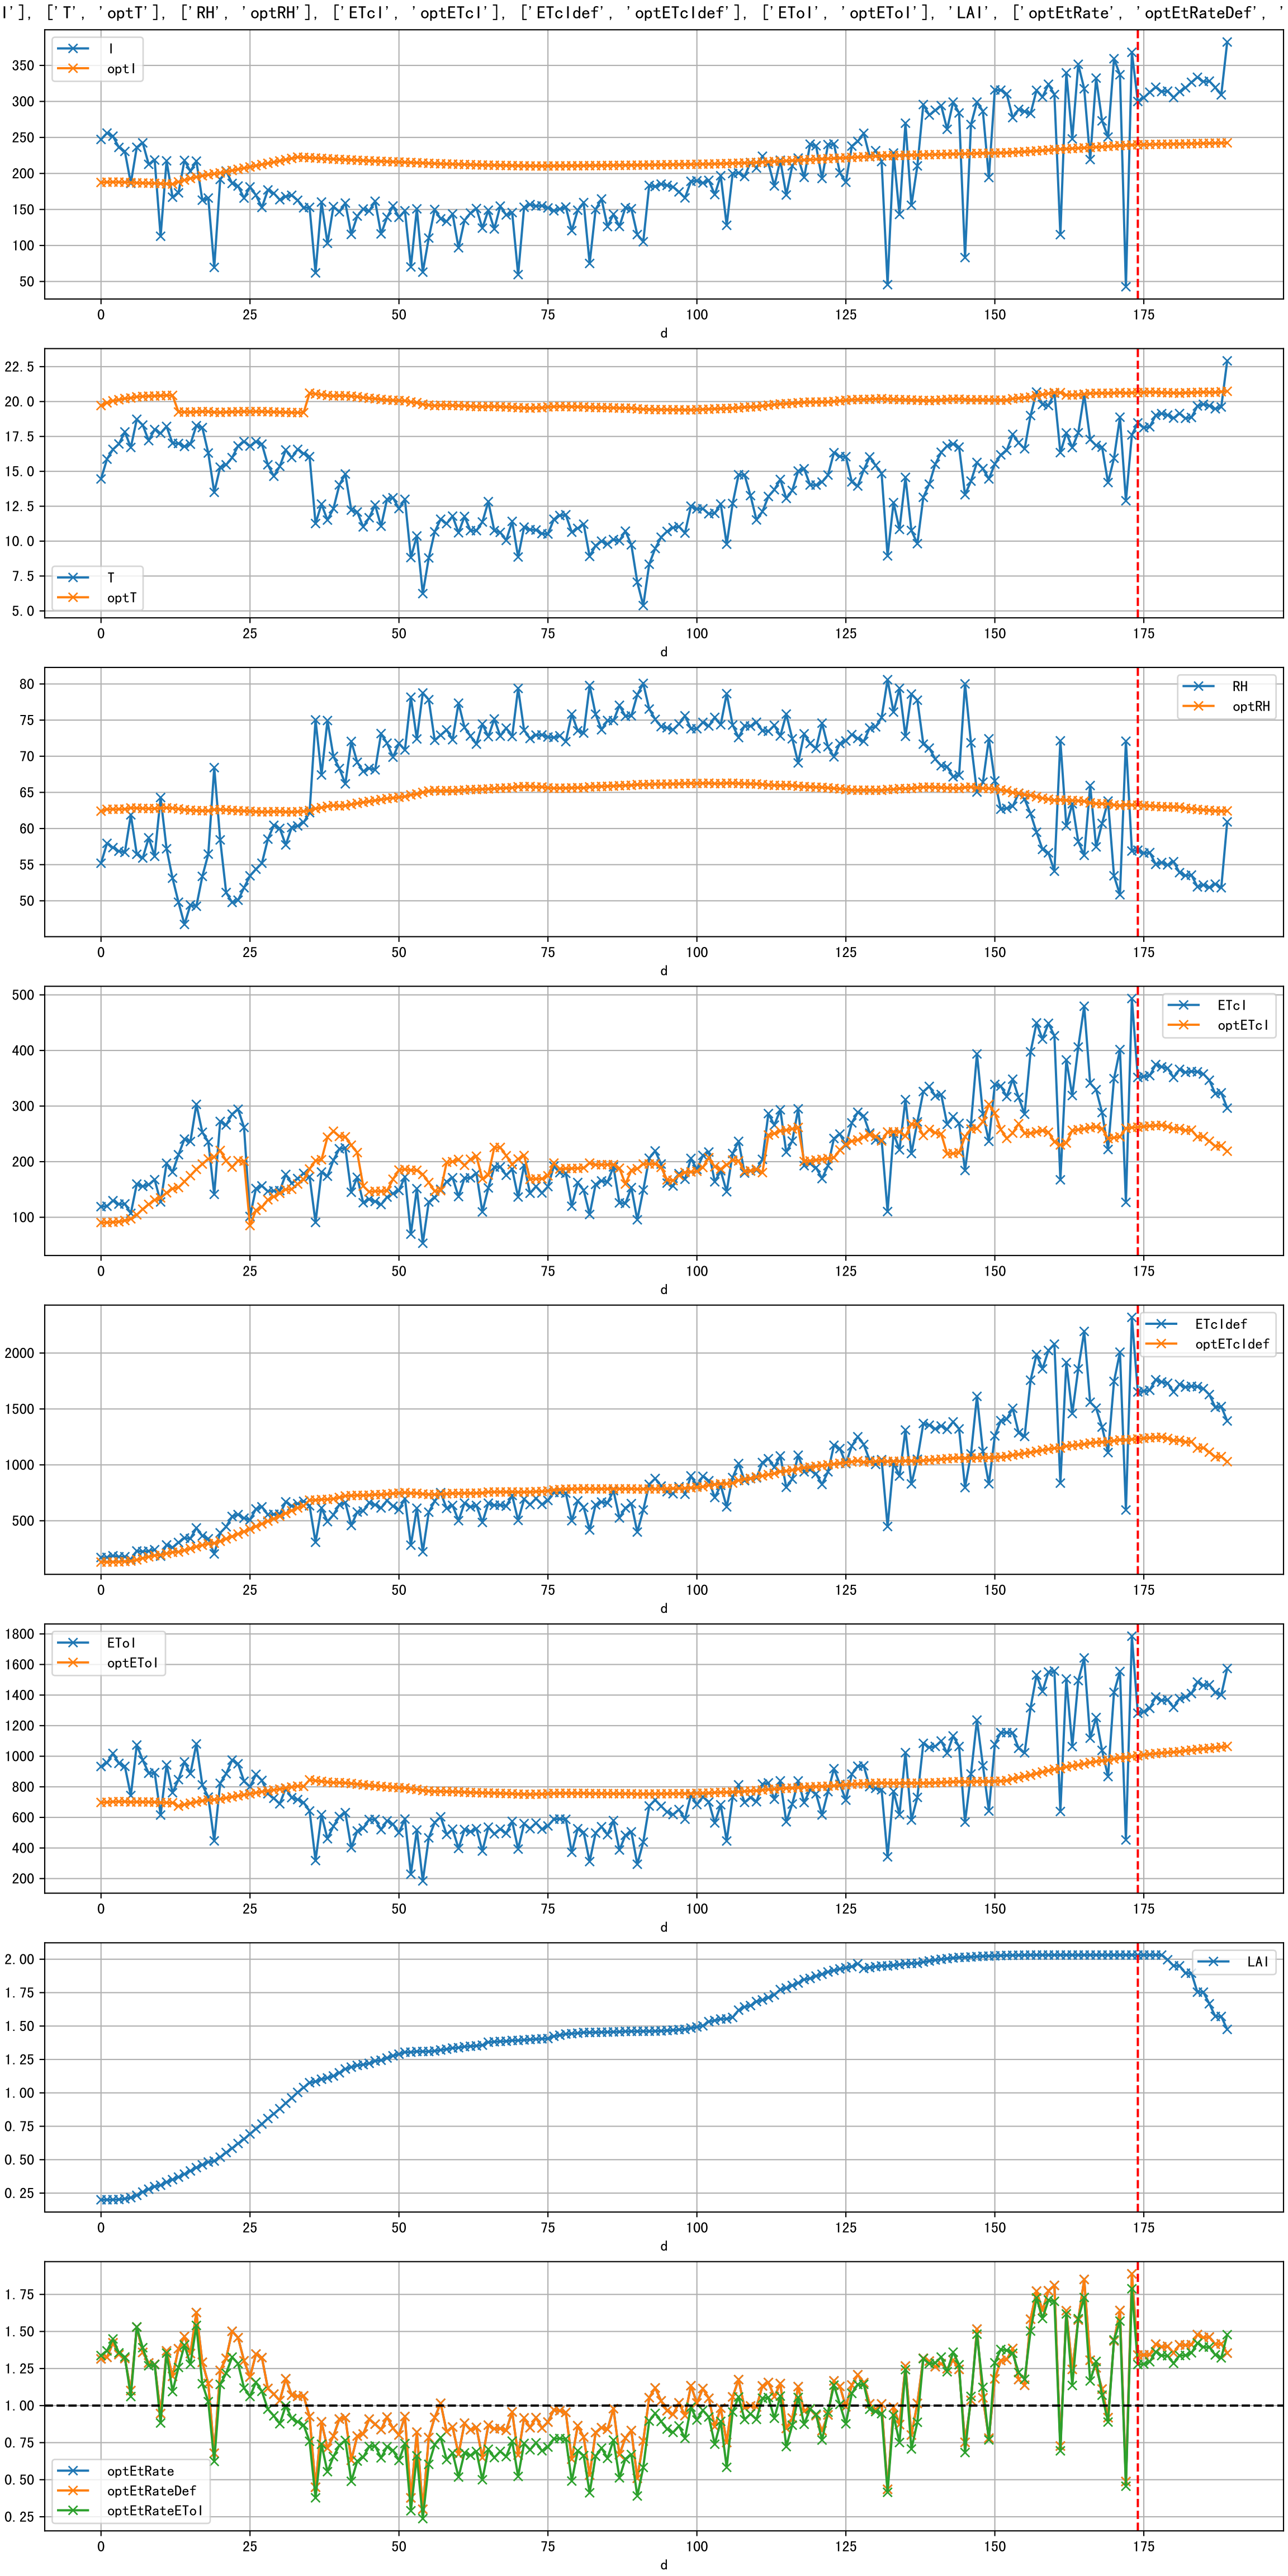 I'], ['T', 'optT'], ['RH', 'optRH'], ['ETcI', 'optETcI'], ['ETcIdef', 'optETcIdef'], ['EToI', 'optEToI'], 'LAI', ['optEtRate', 'optEtRateDef', '
I
optI
350
300
250
200
150
100
50
0 25 50 75 100 125 150 175
d
22.5
20.0
17.5
15.0
12.5
10.0
7.5
5.0
T
optT
0 25 50 75 100 125 150 175
d
RH
optRH
80
75
70
65
60
55
50
0 25 50 75 100 125 150 175
d
ETcI
optETcI
500
400
300
200
100
0 25 50 75 100 125 150 175
d
ETcIdef
optETcIdef
2000
1500
1000
500
0 25 50 75 100 125 150 175
d
EToI
optEToI
1800
1600
1400
1200
1000
800
600
400
200
0 25 50 75 100 125 150 175
d
LAI
2.00
1.75
1.50
1.25
1.00
0.75
0.50
0.25
0 25 50 75 100 125 150 175
d
1.75
1.50
1.25
1.00
0.75
0.50
0.25
optEtRate
optEtRateDef
optEtRateEToI
0 25 50 75 100 125 150 175
d